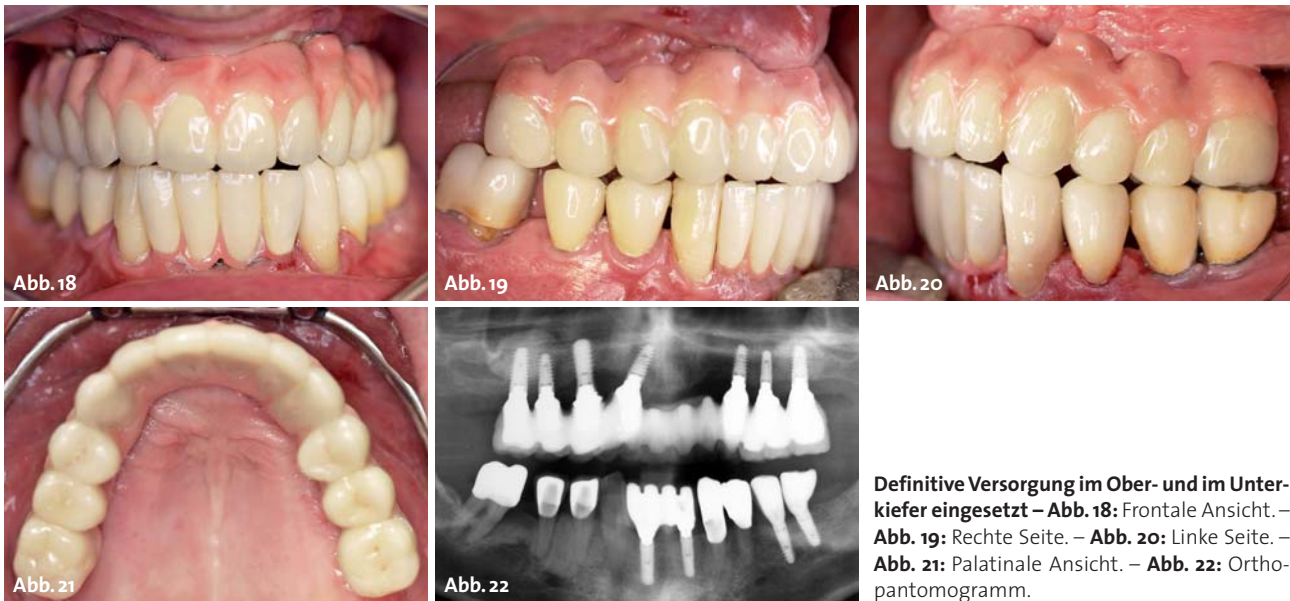 Abb. 18
Abb. 19
Abb. 20
Abb. 21
Abb. 22
Definitive Versorgung im Ober- und im Unter-
kiefer eingesetzt – Abb. 18: Frontale Ansicht. –
Abb. 19: Rechte Seite. – Abb. 20: Linke Seite. –
Abb. 21: Palatinale Ansicht. – Abb. 22: Ortho-
pantomogramm.